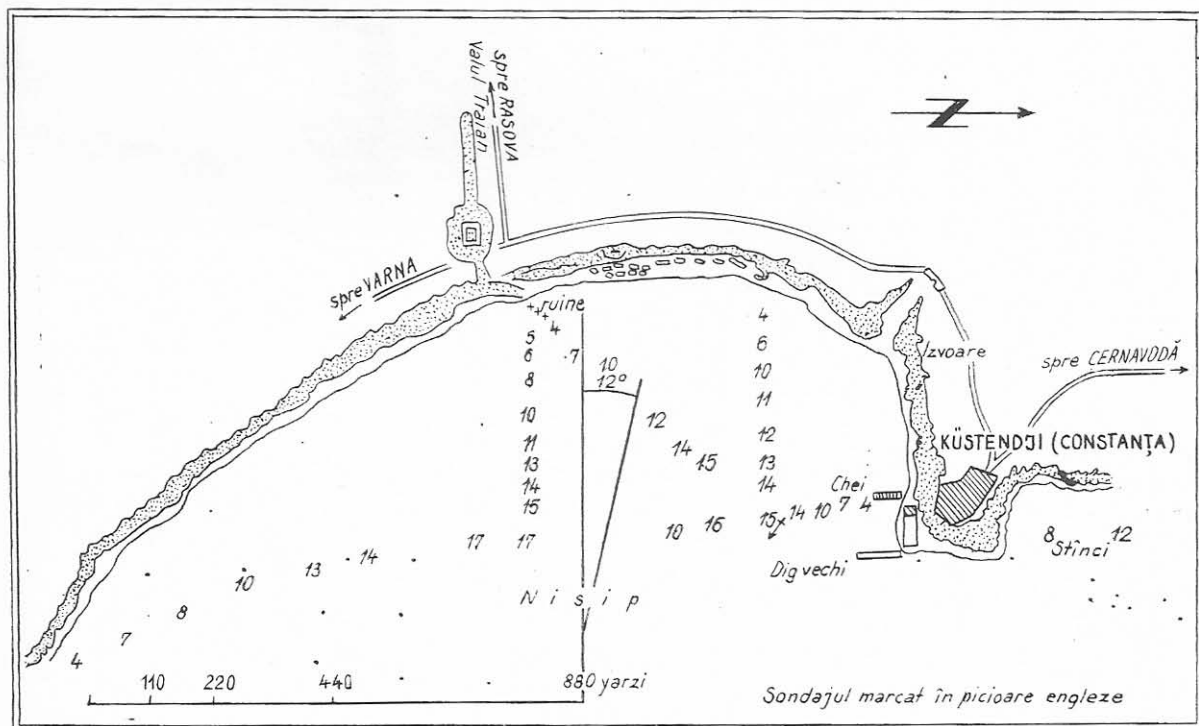 spre RASOVA
Valul Traian
N
spre VARNA
ruine
4 4
5 6
6 7 10 10
8 12°
11
10 12
12
11 14
13 15 13
14 14
15
10 16 15 14 10 7 4
17 17
14
13
10
8
7
4
Izvoare
spre CERNAVODĂ
KÜSTENDJI (CONSTANȚA)
Chei
Dig vechi
8 12
Stînci
Nisip
110 220 440 880 yarzi
Sondajul marcat în picioare engleze